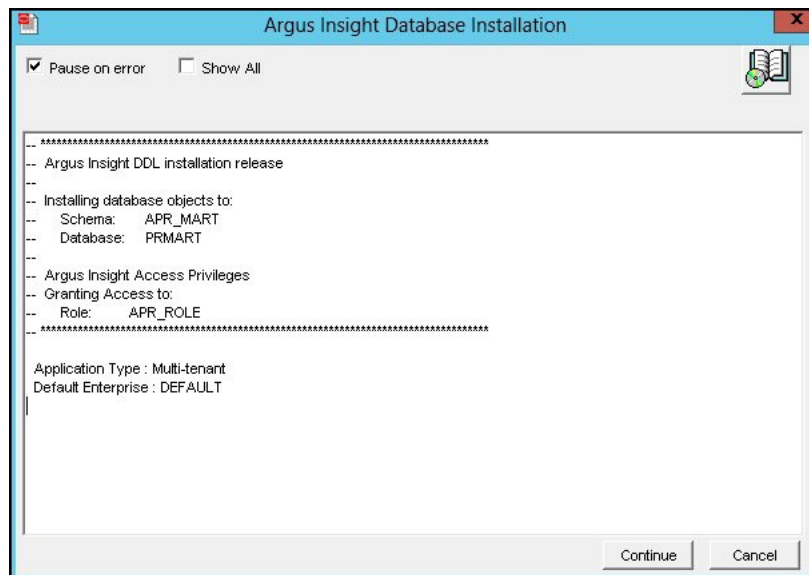 Argus Insight Database Installation
x
Pause on error Show All
-- *****************************************************************************************
-- Argus Insight DDL installation release
--
-- Installing database objects to:
-- Schema: APR_MART
-- Database: PRMART
--
-- Argus Insight Access Privileges
-- Granting Access to:
-- Role: APR_ROLE
-- *****************************************************************************************
Application Type : Multi-tenant
Default Enterprise : DEFAULT
Continue Cancel